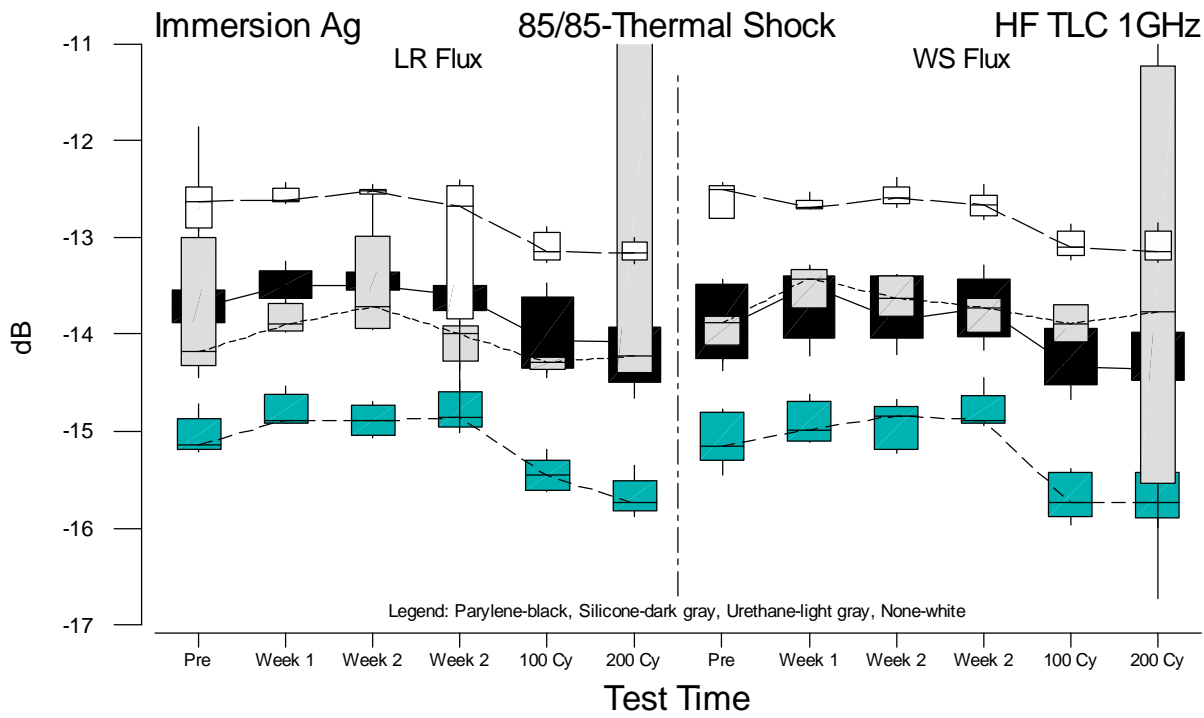 Immersion Ag 85/85-Thermal Shock HF TLC 1GHz
LR Flux WS Flux
-11
-12
-13
-14
-15
-16
-17
dB
Legend: Parylene-black, Silicone-dark gray, Urethane-light gray, None-white
Pre Week 1 Week 2 Week 2 100 Cy 200 Cy Pre Week 1 Week 2 Week 2 100 Cy 200 Cy
Test Time